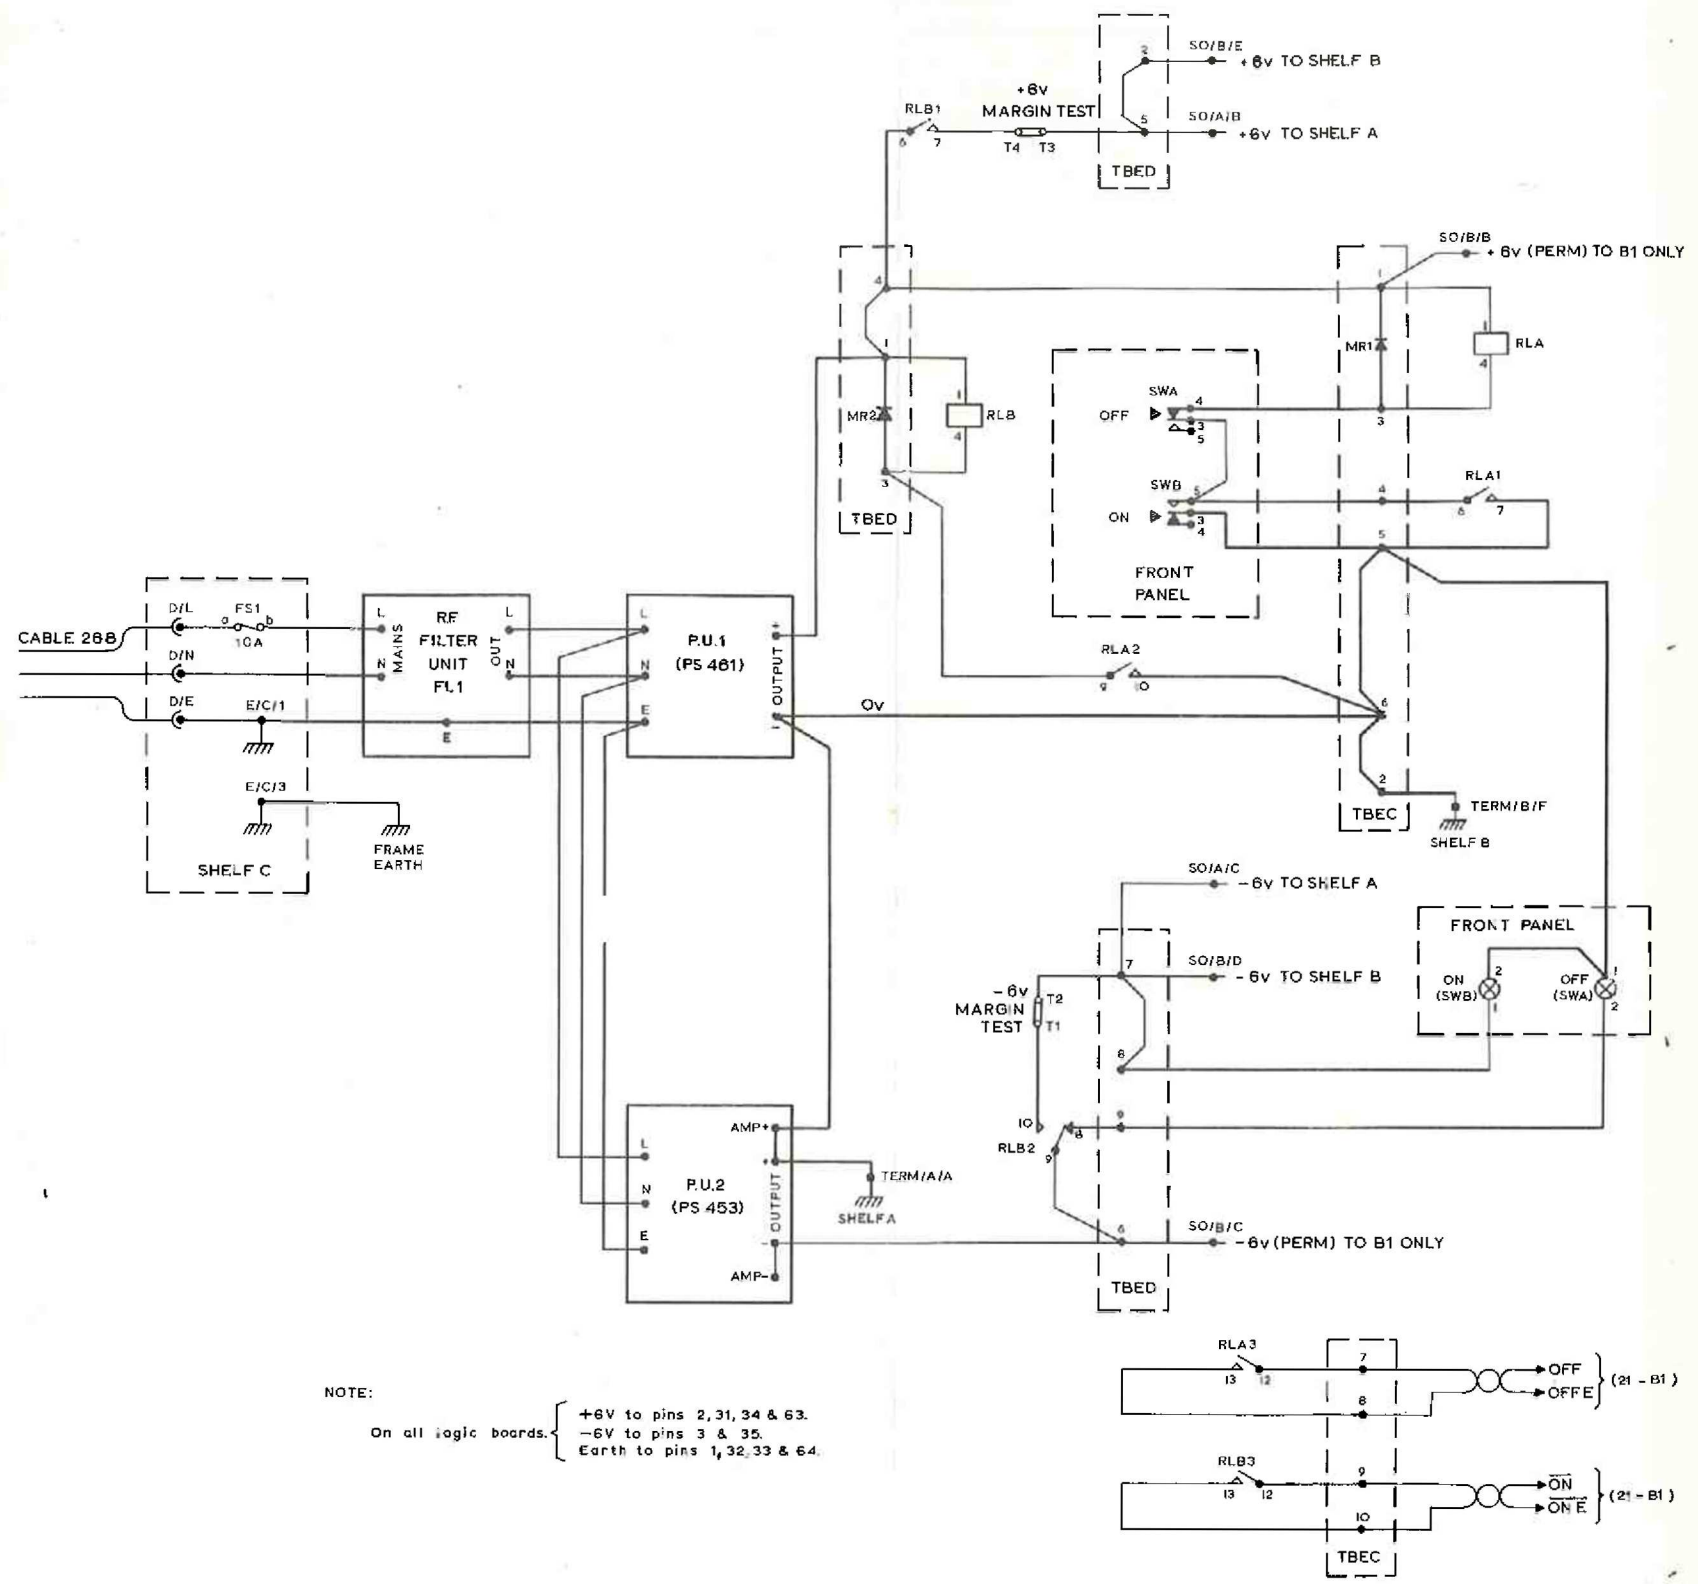 SO/B/E
+6v TO SHELF B
2
+6v
MARGIN TEST
RLB1
6 7
T4 T3
5
SO/A/B
+6v TO SHELF A
TBED
SO/B/B
+ 6v (PERM) TO B1 ONLY
4
1
1
MR2
1
RLB
4
3
TBED
MR1
1
RLA
4
3
SWA
OFF
4
3
5
SWB
ON
5
3
4
FRONT
PANEL
4
RLA1
6 7
5
RLA2
9 10
6
2
TBEC
TERM/B/F
SHELF B
CABLE 268
D/L
FS1
a b
10A
D/N
D/E
E/C/1
E/C/3
SHELF C
FRAME
EARTH
L
N
MAINS
RF
FILTER
UNIT
FL1
OUT
L
N
E
L
N
E
P.U.1
(PS 461)
+
OUTPUT
-
0v
L
N
E
P.U.2
(PS 453)
AMP+
+
OUTPUT
-
AMP-
TERM/A/A
SHELF A
SO/A/C
-6v TO SHELF A
7
SO/B/D
-6v TO SHELF B
-6v
MARGIN
TEST
T2
T1
8
10
RLB2
8
9
9
6
SO/B/C
-6v (PERM) TO B1 ONLY
TBED
FRONT PANEL
ON
(SWB)
2
1
OFF
(SWA)
1
2
RLA3
13 12
7
8
OFF
OFF E
(21-B1)
RLB3
13 12
9
10
ON
ON E
(21-B1)
TBEC
NOTE:
On all logic boards.
+6V to pins 2,31,34 & 63.
-6V to pins 3 & 35.
Earth to pins 1,32,33 & 64.